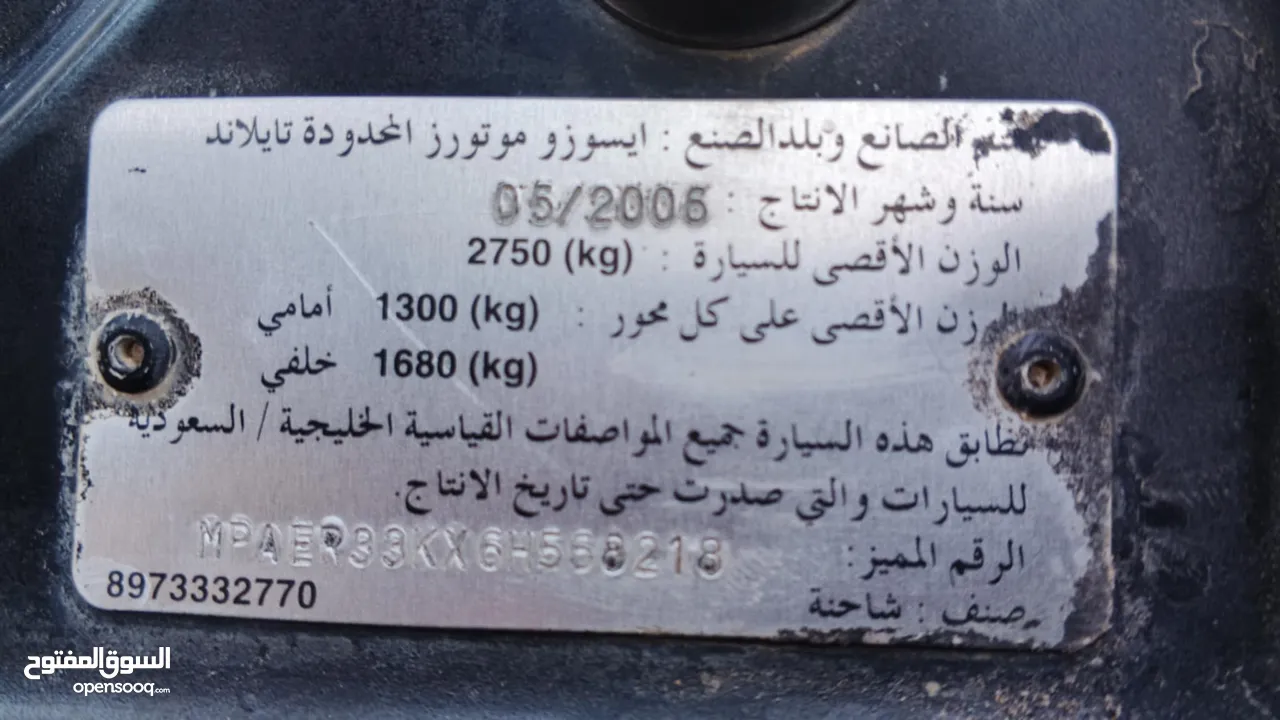 الصانع وبلدالصنع : ايسوزو موتورز المحدودة تايلاند
سنة وشهر الانتاج : 05/2006
الوزن الأقصى للسيارة : 2750 (kg)
الوزن الأقصى على كل محور : 1300 (kg) أمامي
1680 (kg) خلفي
تطابق هذه السيارة جميع المواصفات القياسية الخليجية / السعودية
للسيارات والتي صدرت حتى تاريخ الانتاج.
الرقم المميز:
صنف : شاحنة
8973332770
السوق المفتوح
opensooq.com